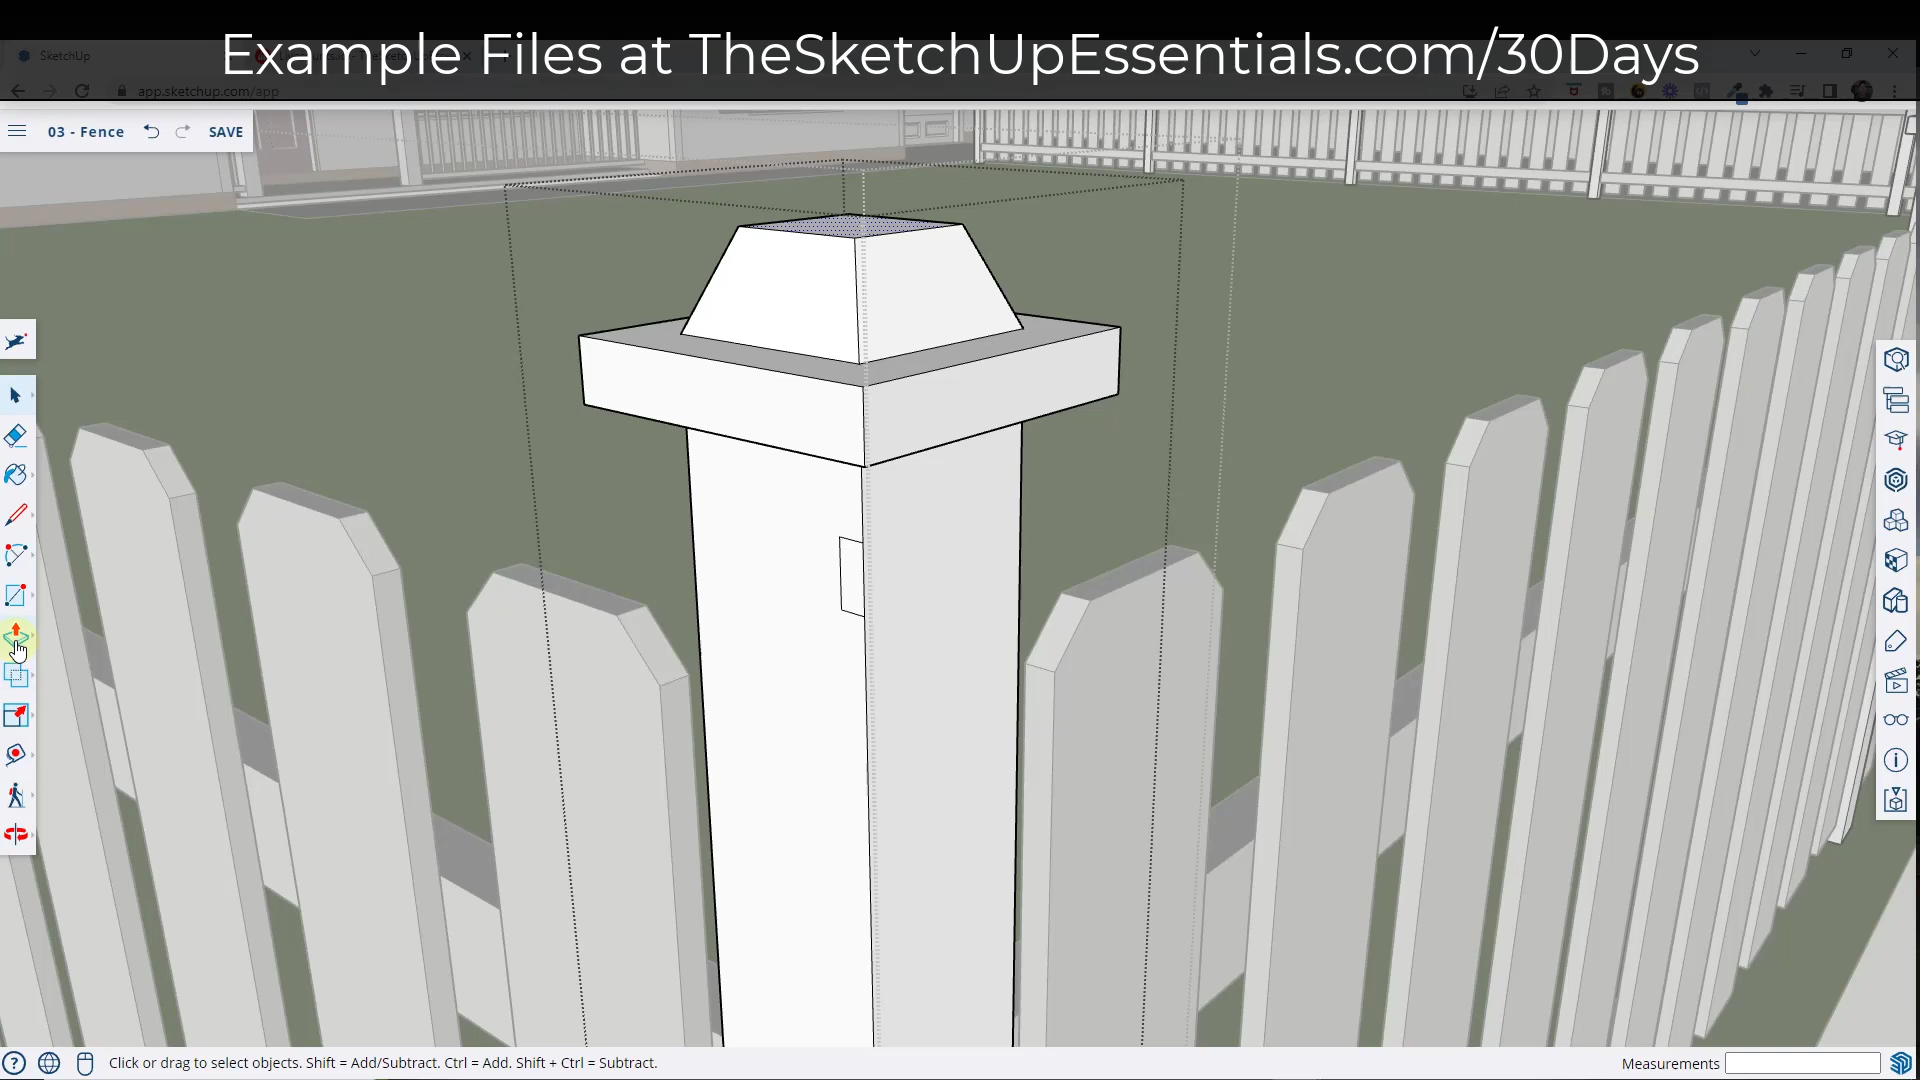 Example Files at TheSketchUpEssentials.com/30Days
SketchUp
app.sketchup.com/app
03 - Fence
SAVE
Click or drag to select objects. Shift = Add/Subtract. Ctrl = Add. Shift + Ctrl = Subtract.
Measurements